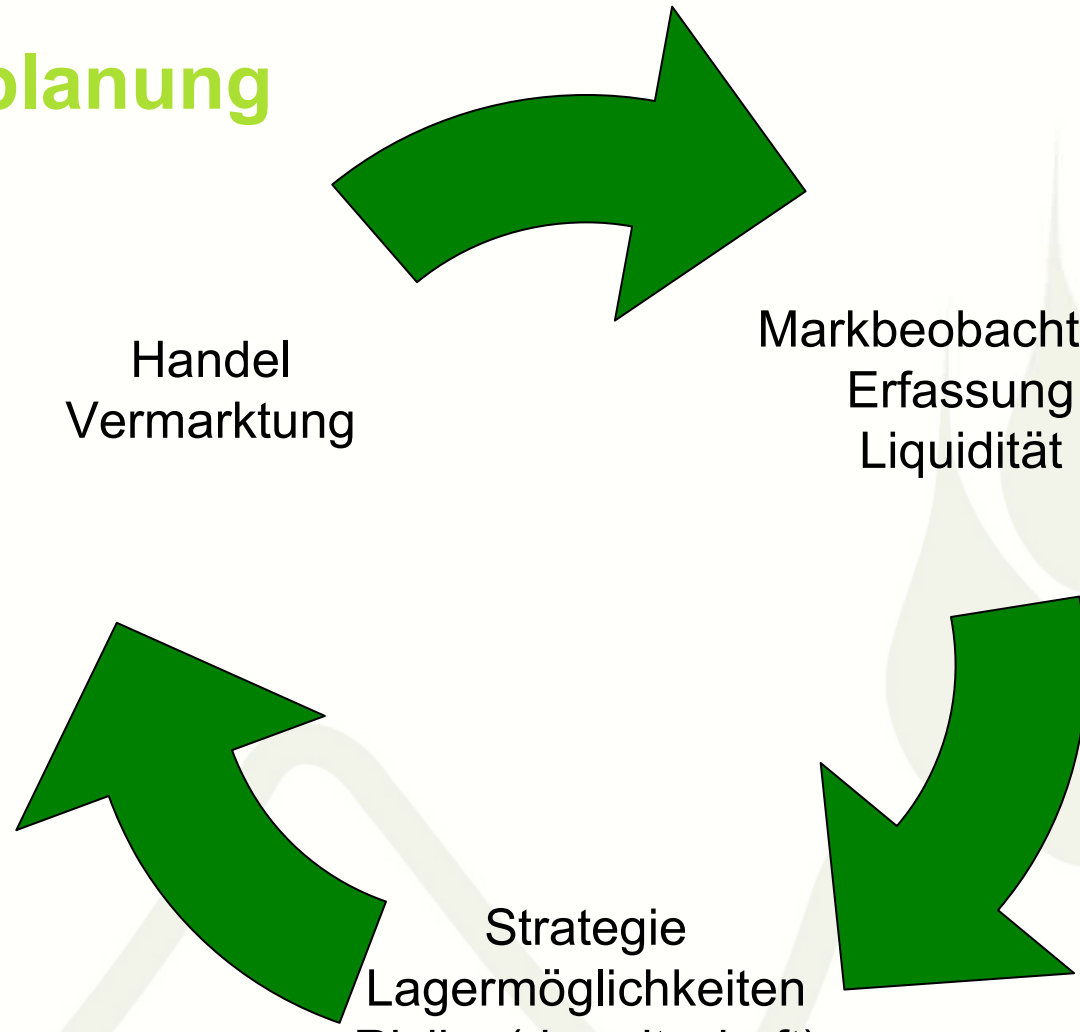 planung
Handel
Vermarktung
Markbeobacht
Erfassung
Liquidität
Strategie
Lagermöglichkeiten